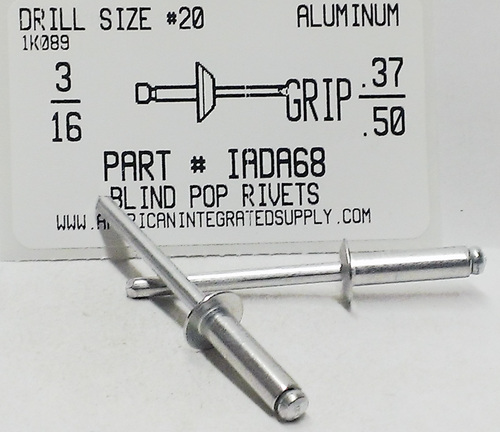 DRILL SIZE #20 ALUMINUM
1K089
3/16 GRIP .37/.50
PART # IADA68
BLIND POP RIVETS
WWW.AMERICANINTEGRATEDSUPPLY.COM